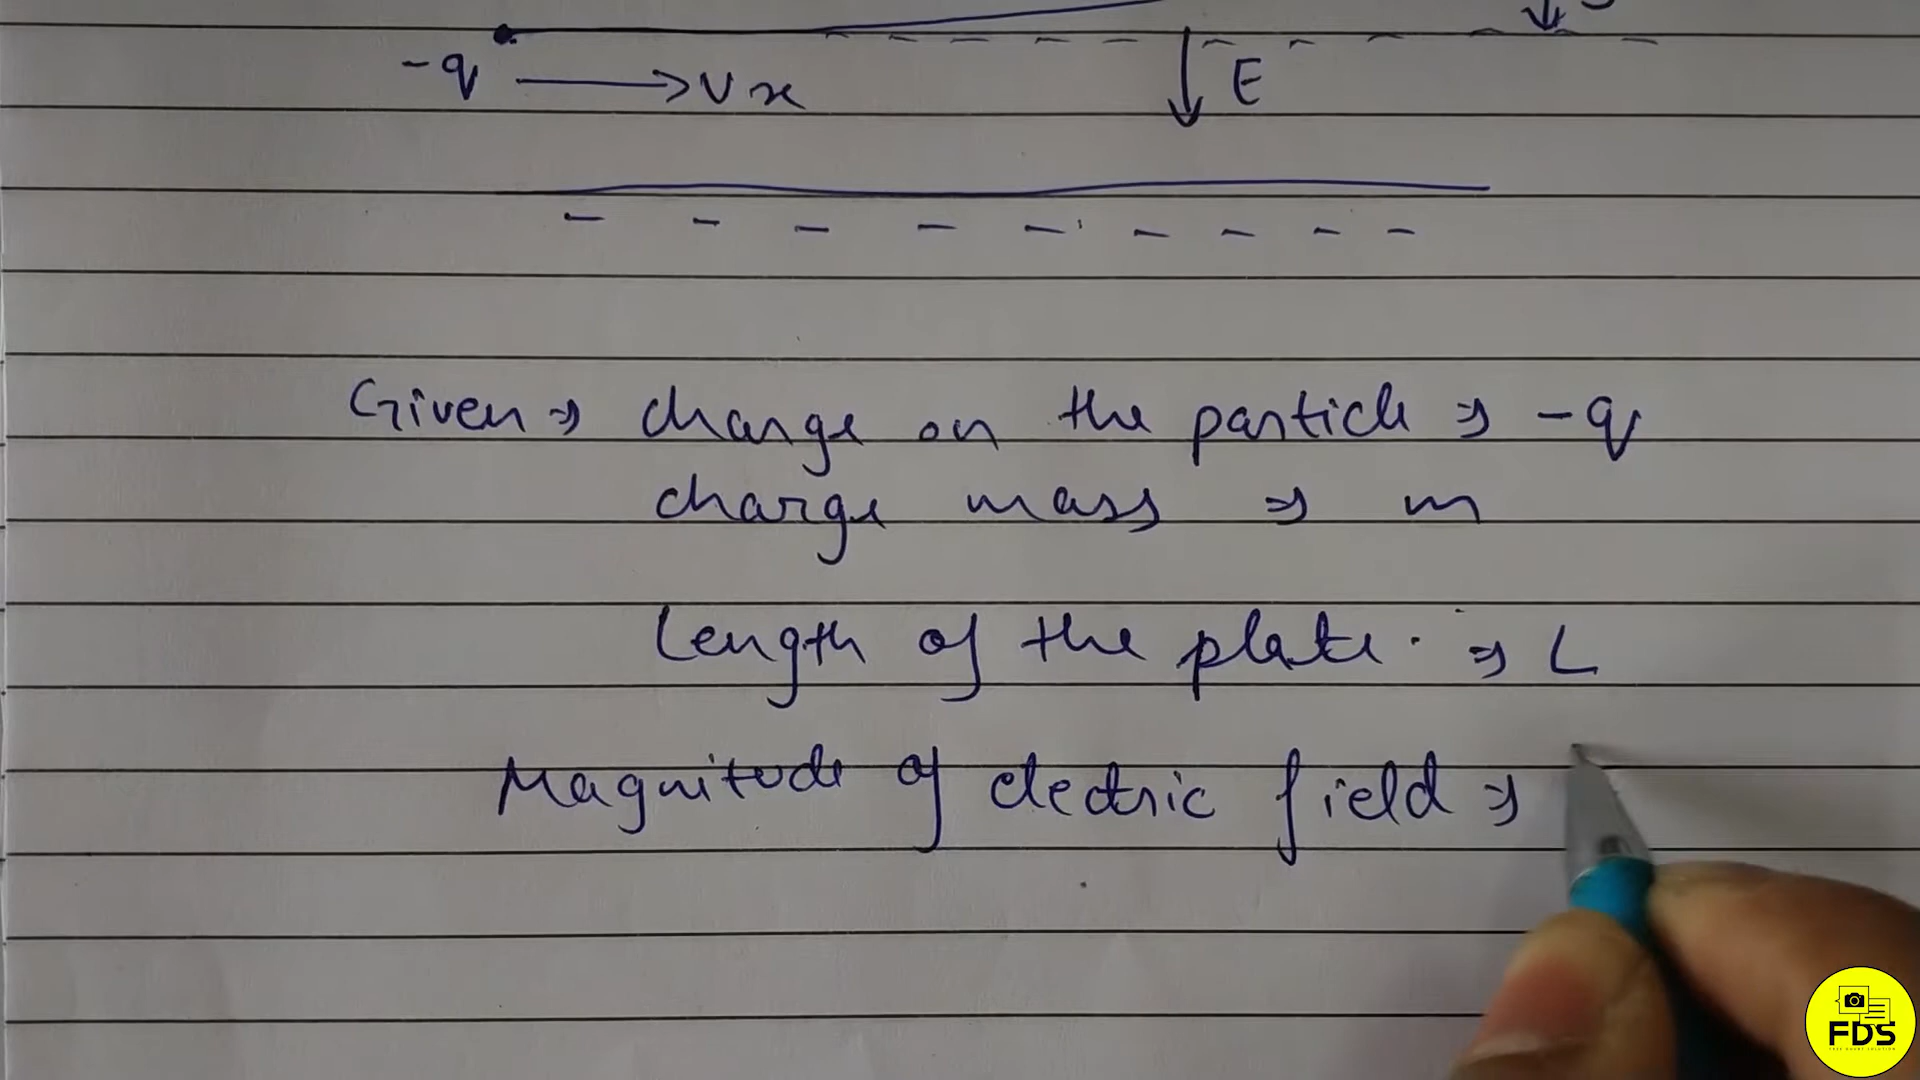 -q → Vx
E
Given ⇒ charge on the particle ⇒ -q
charge mass ⇒ m
Length of the plate. ⇒ L
Magnitude of electric field ⇒
FDS